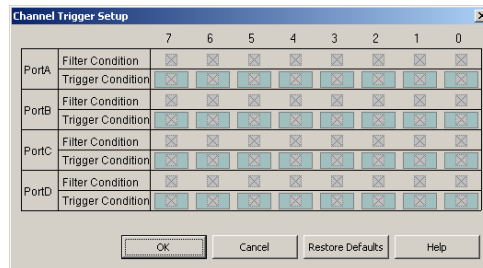 Channel Trigger Setup
7 6 5 4 3 2 1 0
PortA
Filter Condition
Trigger Condition
PortB
Filter Condition
Trigger Condition
PortC
Filter Condition
Trigger Condition
PortD
Filter Condition
Trigger Condition
OK Cancel Restore Defaults Help